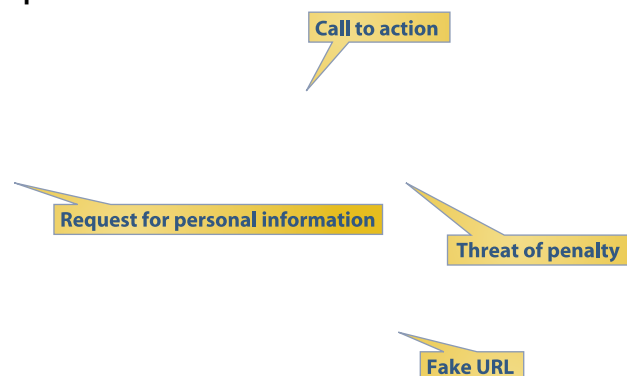 Call to action
Request for personal information
Threat of penalty
Fake URL